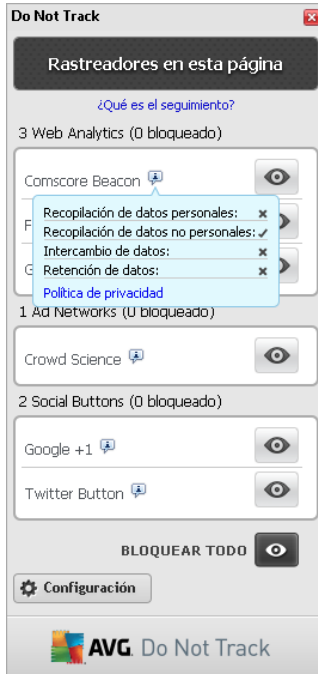 Do Not Track
Rastreadores en esta página
¿Qué es el seguimiento?
3 Web Analytics (0 bloqueado)
Comscore Beacon
Recopilación de datos personales:
Recopilación de datos no personales:
Intercambio de datos:
Retención de datos:
Política de privacidad
1 Ad Networks (0 bloqueado)
Crowd Science
2 Social Buttons (0 bloqueado)
Google +1
Twitter Button
BLOQUEAR TODO
Configuración
AVG. Do Not Track